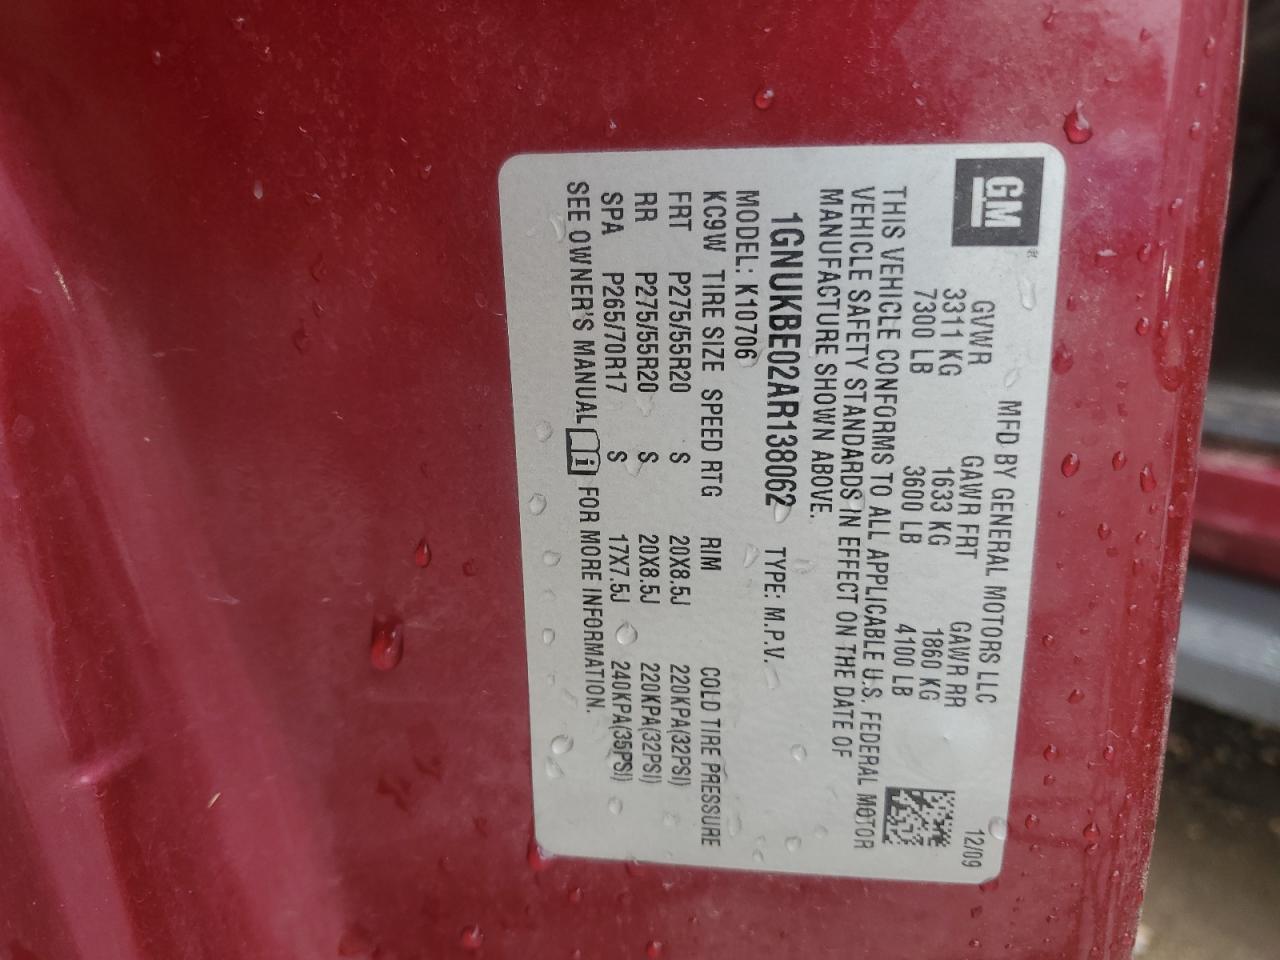 GM
MFD BY GENERAL MOTORS LLC 12/09
GVWR GAWR FRT GAWR RR
3311 KG 1633 KG 1860 KG
7300 LB 3600 LB 4100 LB
THIS VEHICLE CONFORMS TO ALL APPLICABLE U.S. FEDERAL MOTOR
VEHICLE SAFETY STANDARDS IN EFFECT ON THE DATE OF
MANUFACTURE SHOWN ABOVE.
1GNUKBE02AR138062 TYPE: M.P.V.
MODEL: K10706
KC9W TIRE SIZE SPEED RTG RIM COLD TIRE PRESSURE
FRT P275/55R20 S 20X8.5J 220KPA(32PSI)
RR P275/55R20 S 20X8.5J 220KPA(32PSI)
SPA P265/70R17 S 17X7.5J 240KPA(35PSI)
SEE OWNER'S MANUAL i FOR MORE INFORMATION.